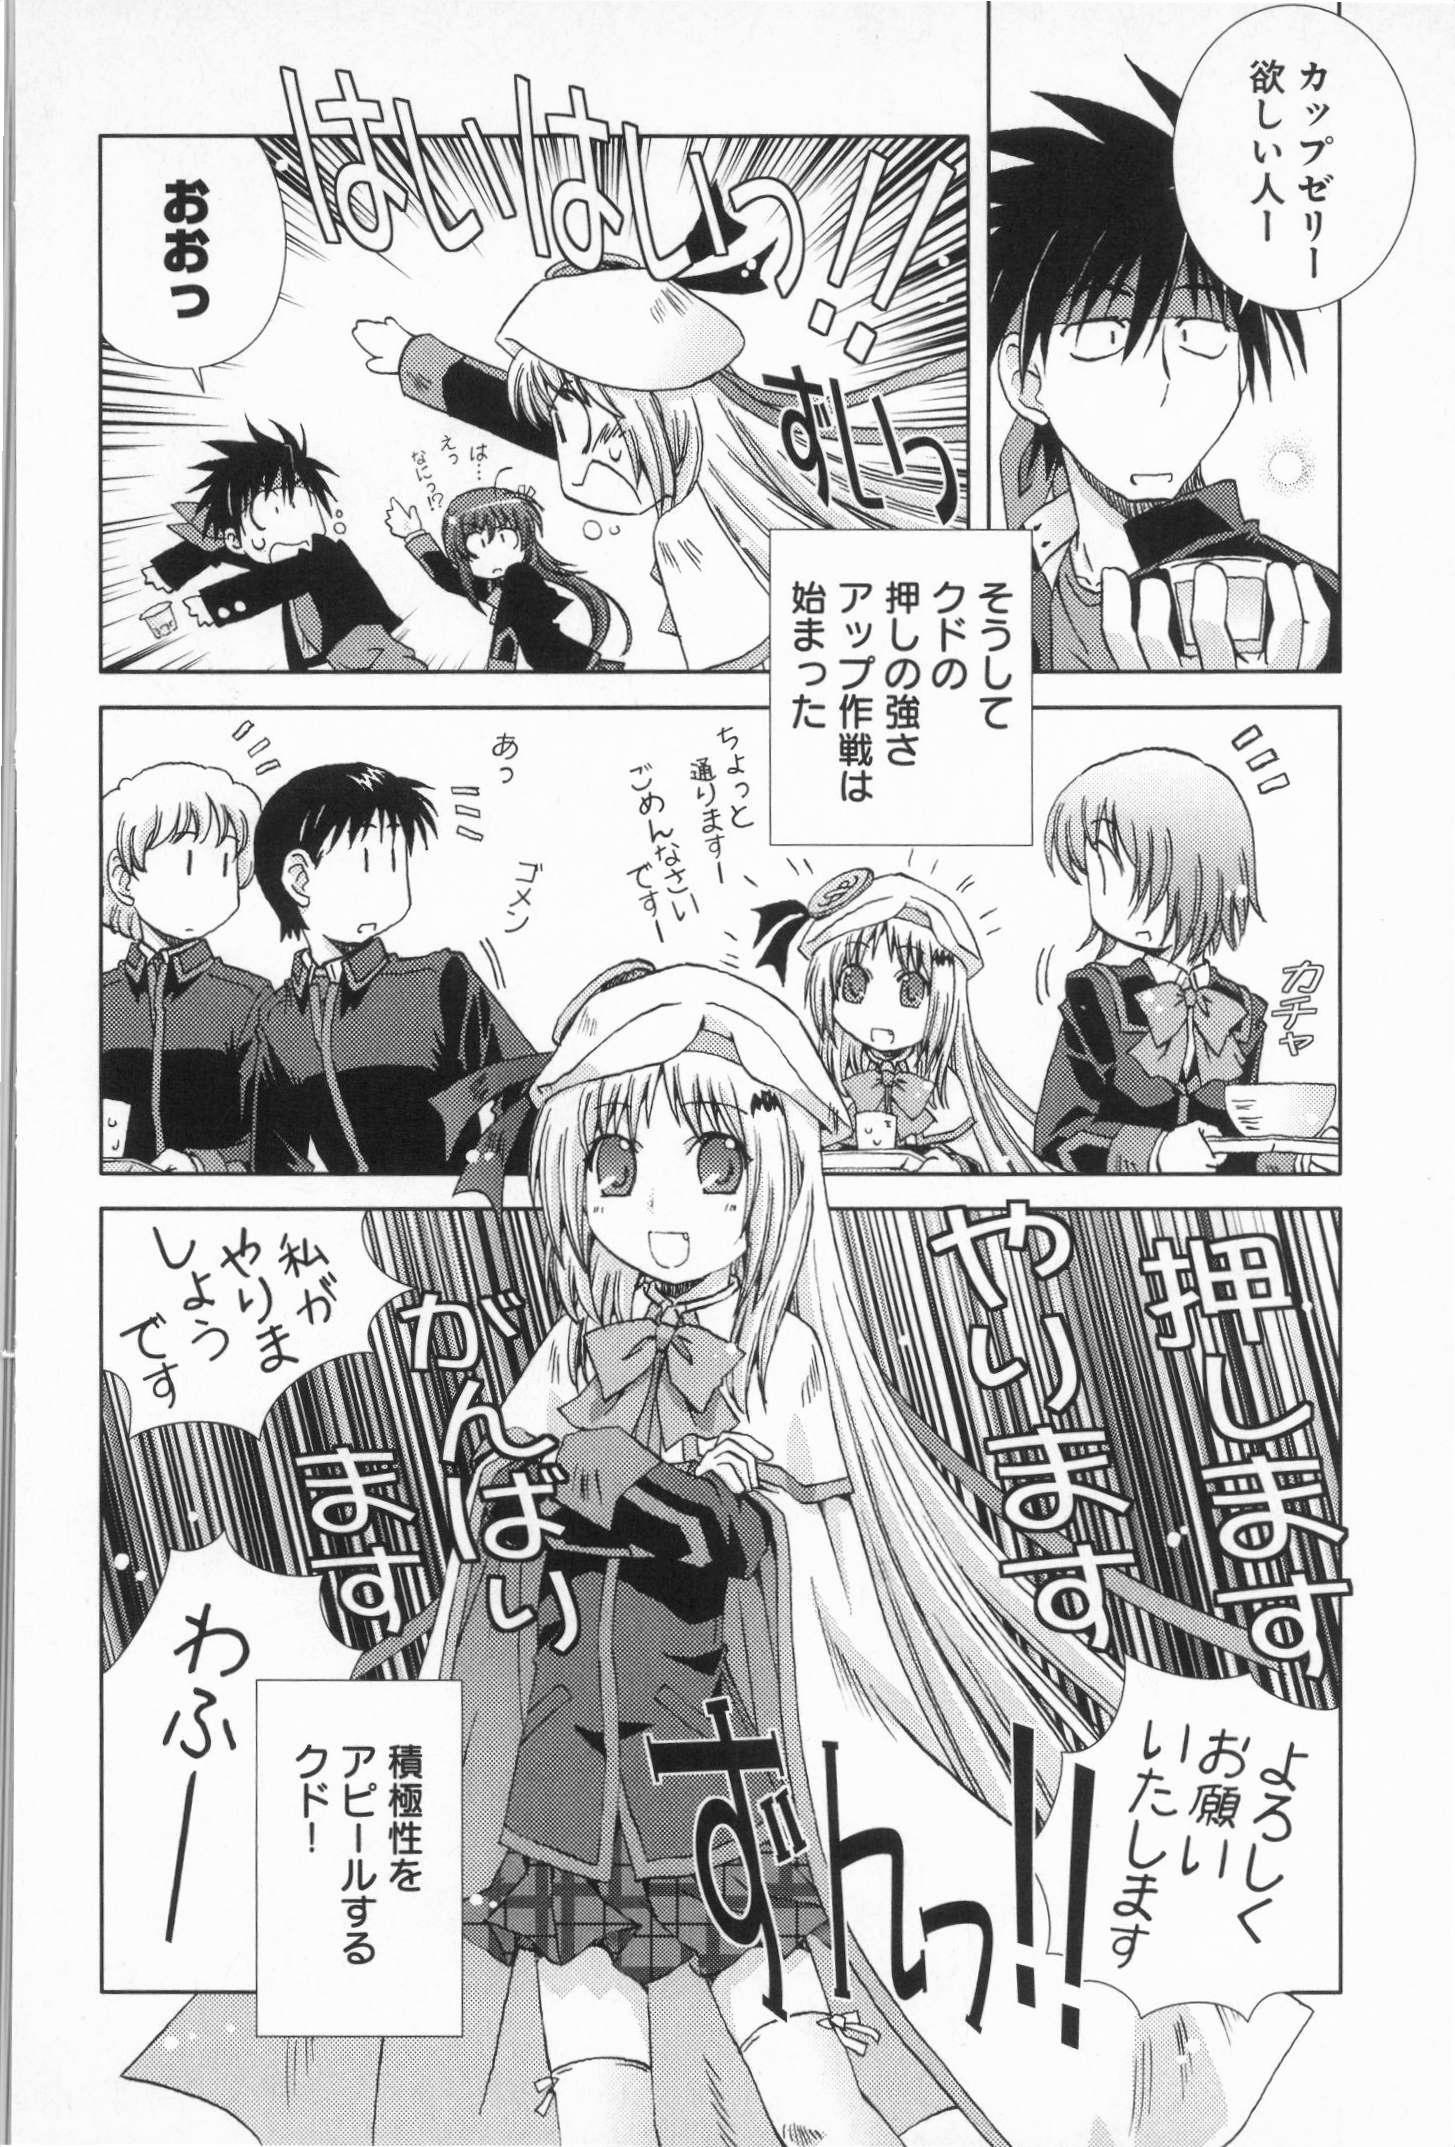 カップゼリー
欲しい人ー
はいはいはいっ!!
ずいっ
おおっ
は…
えっ
なにっ!?
そうして
クドの
押しの強さ
アップ作戦は
始まった
カチャ
ちょっと
通りますー
ごめんなさい
ですー
あっ
ゴメン
押します
やります
がんばい
ます
よろしく
お願い
いたします
私が
やりま
しょう
です
ずずんっ!!
わふーー
積極性を
アピールする
クド!